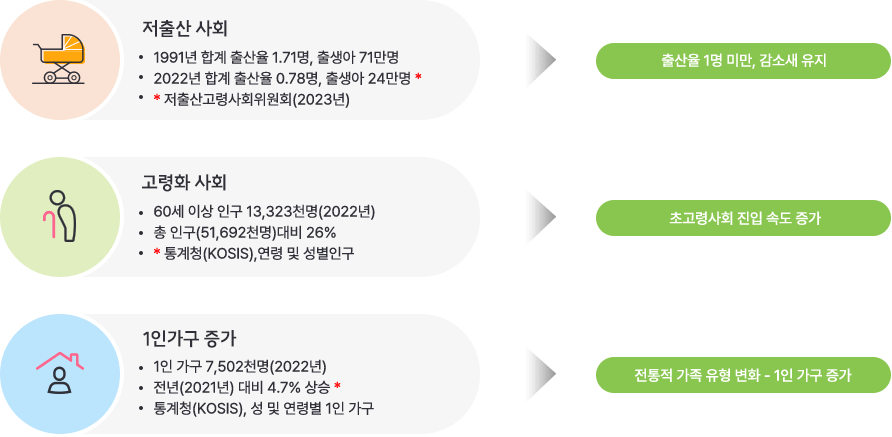 저출산 사회
• 1991년 합계 출산율 1.71명, 출생아 71만명
• 2022년 합계 출산율 0.78명, 출생아 24만명 *
• * 저출산고령사회위원회(2023년)
출산율 1명 미만, 감소새 유지
고령화 사회
• 60세 이상 인구 13,323천명(2022년)
• 총 인구(51,692천명)대비 26%
• * 통계청(KOSIS),연령 및 성별인구
초고령사회 진입 속도 증가
1인가구 증가
• 1인 가구 7,502천명(2022년)
• 전년(2021년) 대비 4.7% 상승 *
• 통계청(KOSIS), 성 및 연령별 1인 가구
전통적 가족 유형 변화 - 1인 가구 증가